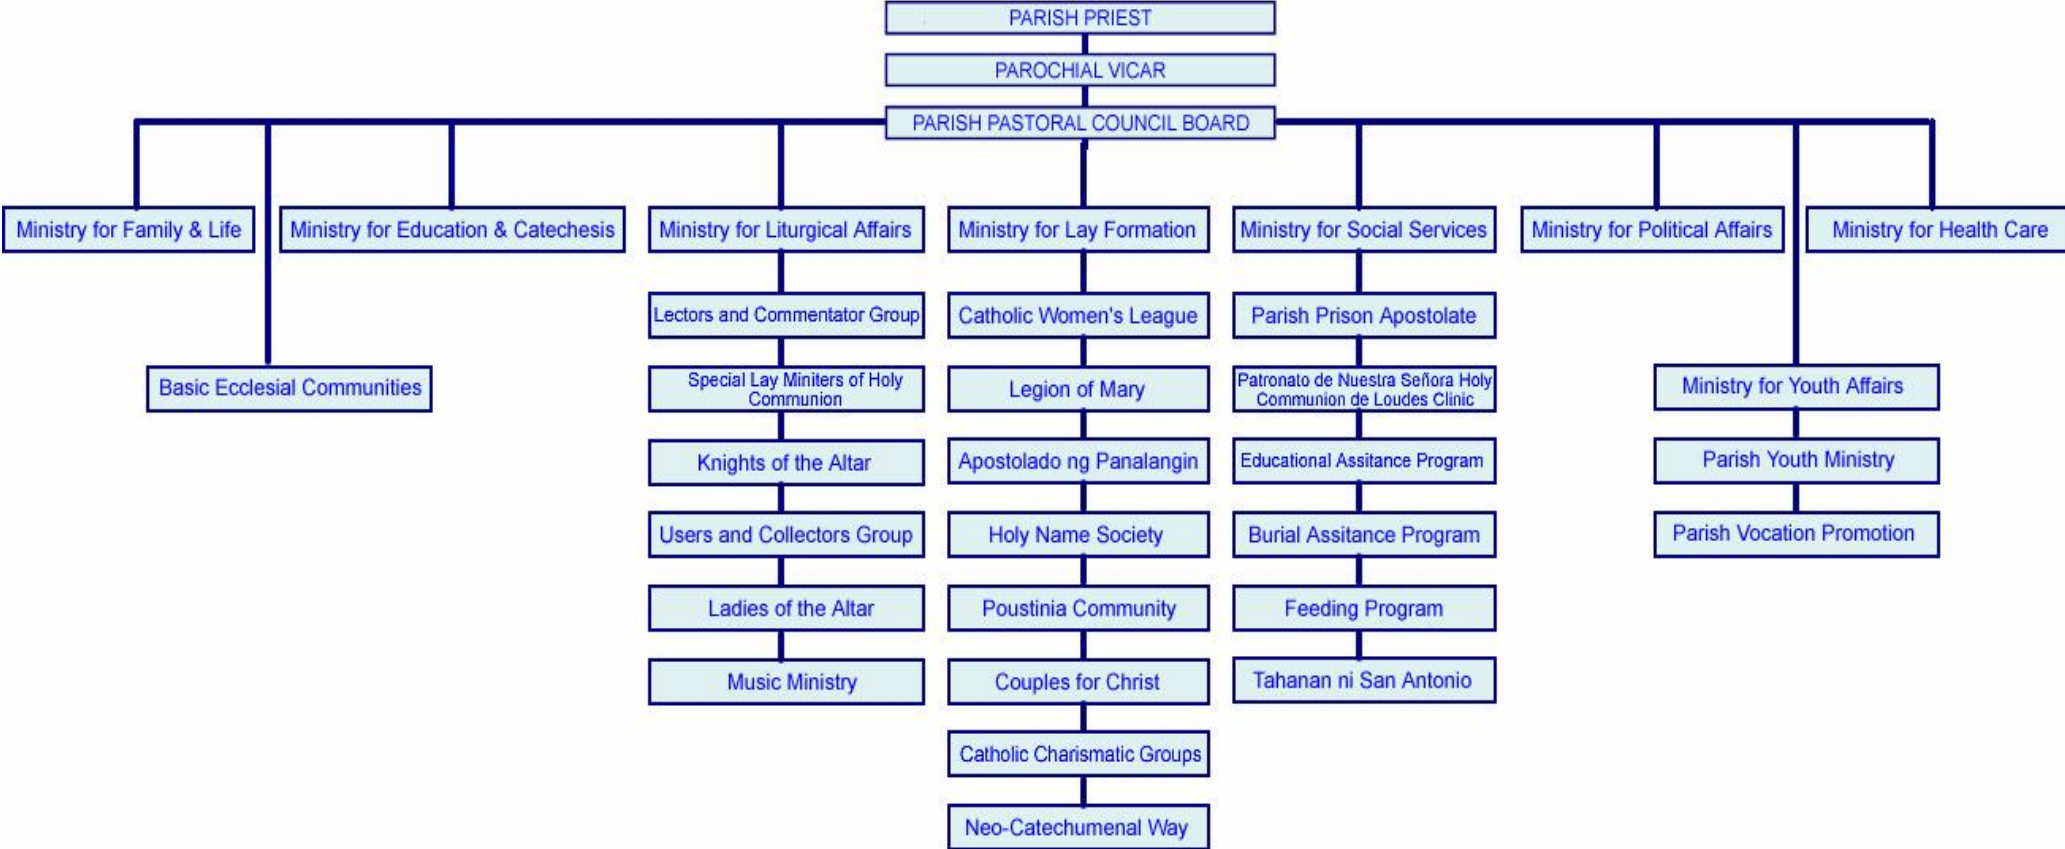 PARISH PRIEST
PAROCHIAL VICAR
PARISH PASTORAL COUNCIL BOARD
Ministry for Family & Life
Ministry for Education & Catechesis
Ministry for Liturgical Affairs
Ministry for Lay Formation
Ministry for Social Services
Ministry for Political Affairs
Ministry for Health Care
Basic Ecclesial Communities
Lectors and Commentator Group
Special Lay Miniters of Holy
Communion
Knights of the Altar
Users and Collectors Group
Ladies of the Altar
Music Ministry
Catholic Women's League
Legion of Mary
Apostolado ng Panalangin
Holy Name Society
Poustinia Community
Couples for Christ
Catholic Charismatic Groups
Neo-Catechumenal Way
Parish Prison Apostolate
Patronato de Nuestra Señora Holy
Communion de Loudes Clinic
Educational Assitance Program
Burial Assitance Program
Feeding Program
Tahanan ni San Antonio
Ministry for Youth Affairs
Parish Youth Ministry
Parish Vocation Promotion